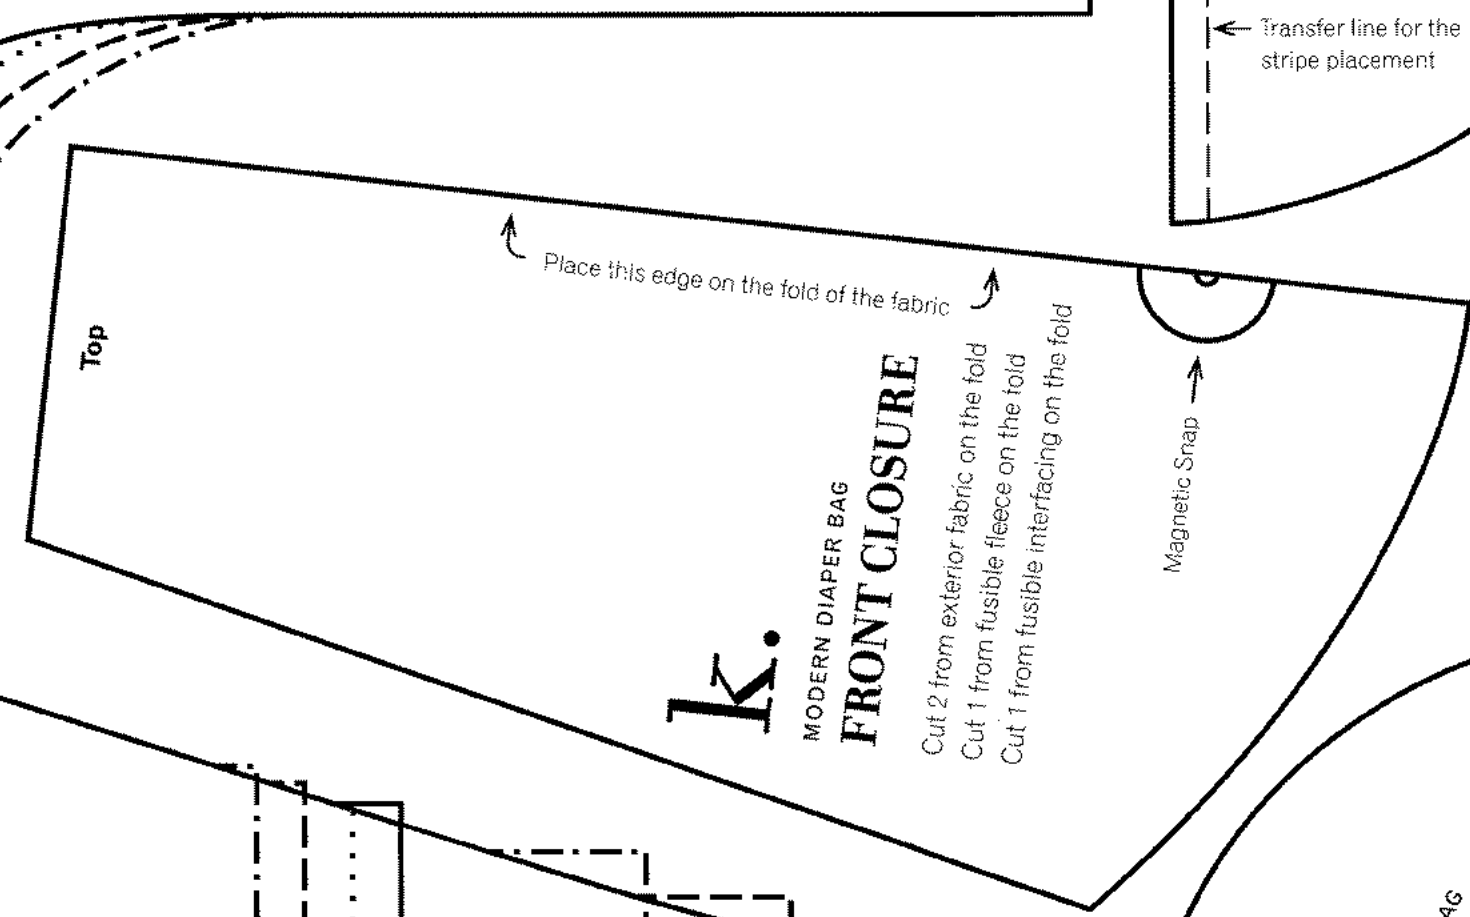 Transfer line for the
stripe placement
Place this edge on the fold of the fabric
Top
k.
MODERN DIAPER BAG
FRONT CLOSURE
Cut 2 from exterior fabric on the fold
Cut 1 from fusible fleece on the fold
Cut 1 from fusible interfacing on the fold
Magnetic Snap